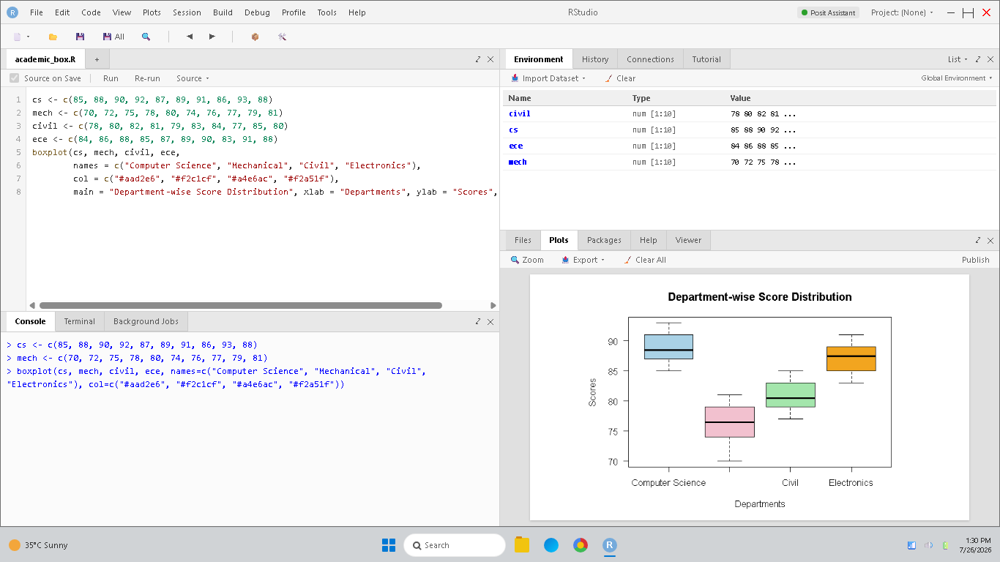 R File Edit Code View Plots Session Build Debug Profile Tools Help RStudio Posit Assistant Project: (None)
All
academic_box.R +
Source on Save Run Re-run Source
1 cs <- c(85, 88, 90, 92, 87, 89, 91, 86, 93, 88)
2 mech <- c(70, 72, 75, 78, 80, 74, 76, 77, 79, 81)
3 civil <- c(78, 80, 82, 81, 79, 83, 84, 77, 85, 80)
4 ece <- c(84, 86, 88, 85, 87, 89, 90, 83, 91, 88)
5 boxplot(cs, mech, civil, ece,
6 names = c("Computer Science", "Mechanical", "Civil", "Electronics"),
7 col = c("#aad2e6", "#f2c1cf", "#a4e6ac", "#f2a51f"),
8 main = "Department-wise Score Distribution", xlab = "Departments", ylab = "Scores",
Console Terminal Background Jobs
> cs <- c(85, 88, 90, 92, 87, 89, 91, 86, 93, 88)
> mech <- c(70, 72, 75, 78, 80, 74, 76, 77, 79, 81)
> boxplot(cs, mech, civil, ece, names=c("Computer Science", "Mechanical", "Civil",
"Electronics"), col=c("#aad2e6", "#f2c1cf", "#a4e6ac", "#f2a51f"))
Environment History Connections Tutorial List
Import Dataset Clear Global Environment
Name Type Value
civil num [1:10] 78 80 82 81 ...
cs num [1:10] 85 88 90 92 ...
ece num [1:10] 84 86 88 85 ...
mech num [1:10] 70 72 75 78 ...
Files Plots Packages Help Viewer
Zoom Export Clear All Publish
Department-wise Score Distribution
90
85
80
75
70
Scores
Computer Science Civil Electronics
Departments
35°C Sunny Search R 1:30 PM
7/26/2026